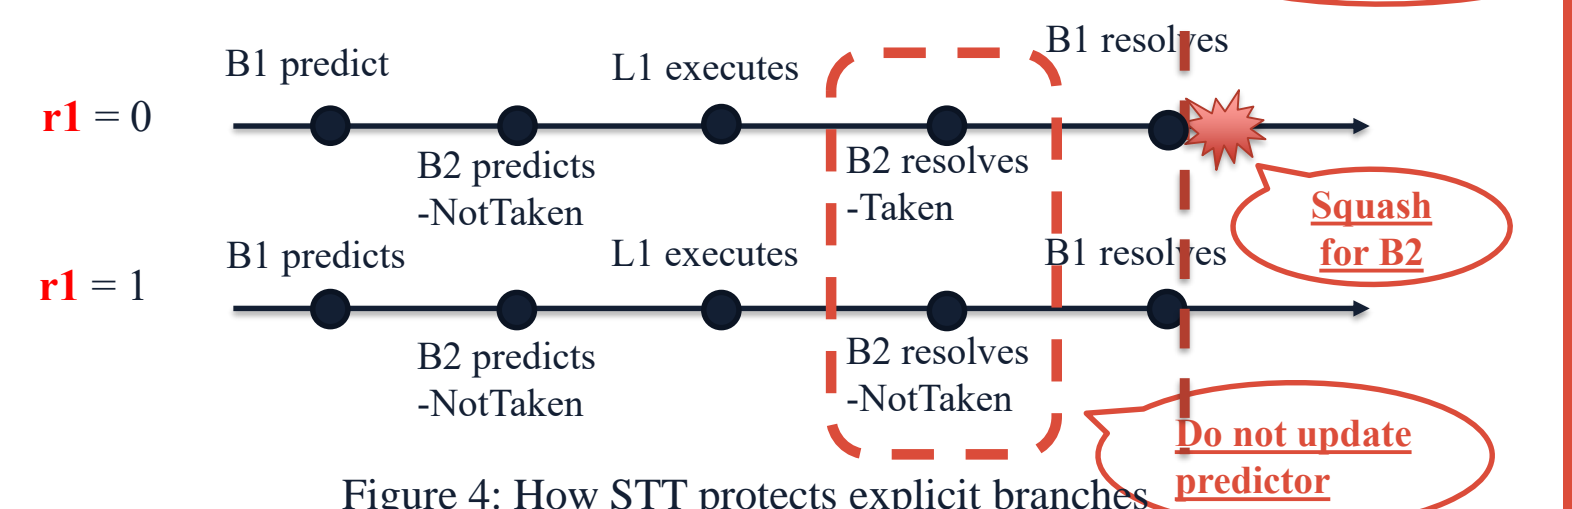 B1 predict
L1 executes
B1 resolves
r1 = 0
B2 predicts
-NotTaken
B2 resolves
-Taken
Squash
for B2
B1 predicts
L1 executes
B1 resolves
r1 = 1
B2 predicts
-NotTaken
B2 resolves
-NotTaken
Do not update
predictor
Figure 4: How STT protects explicit branches